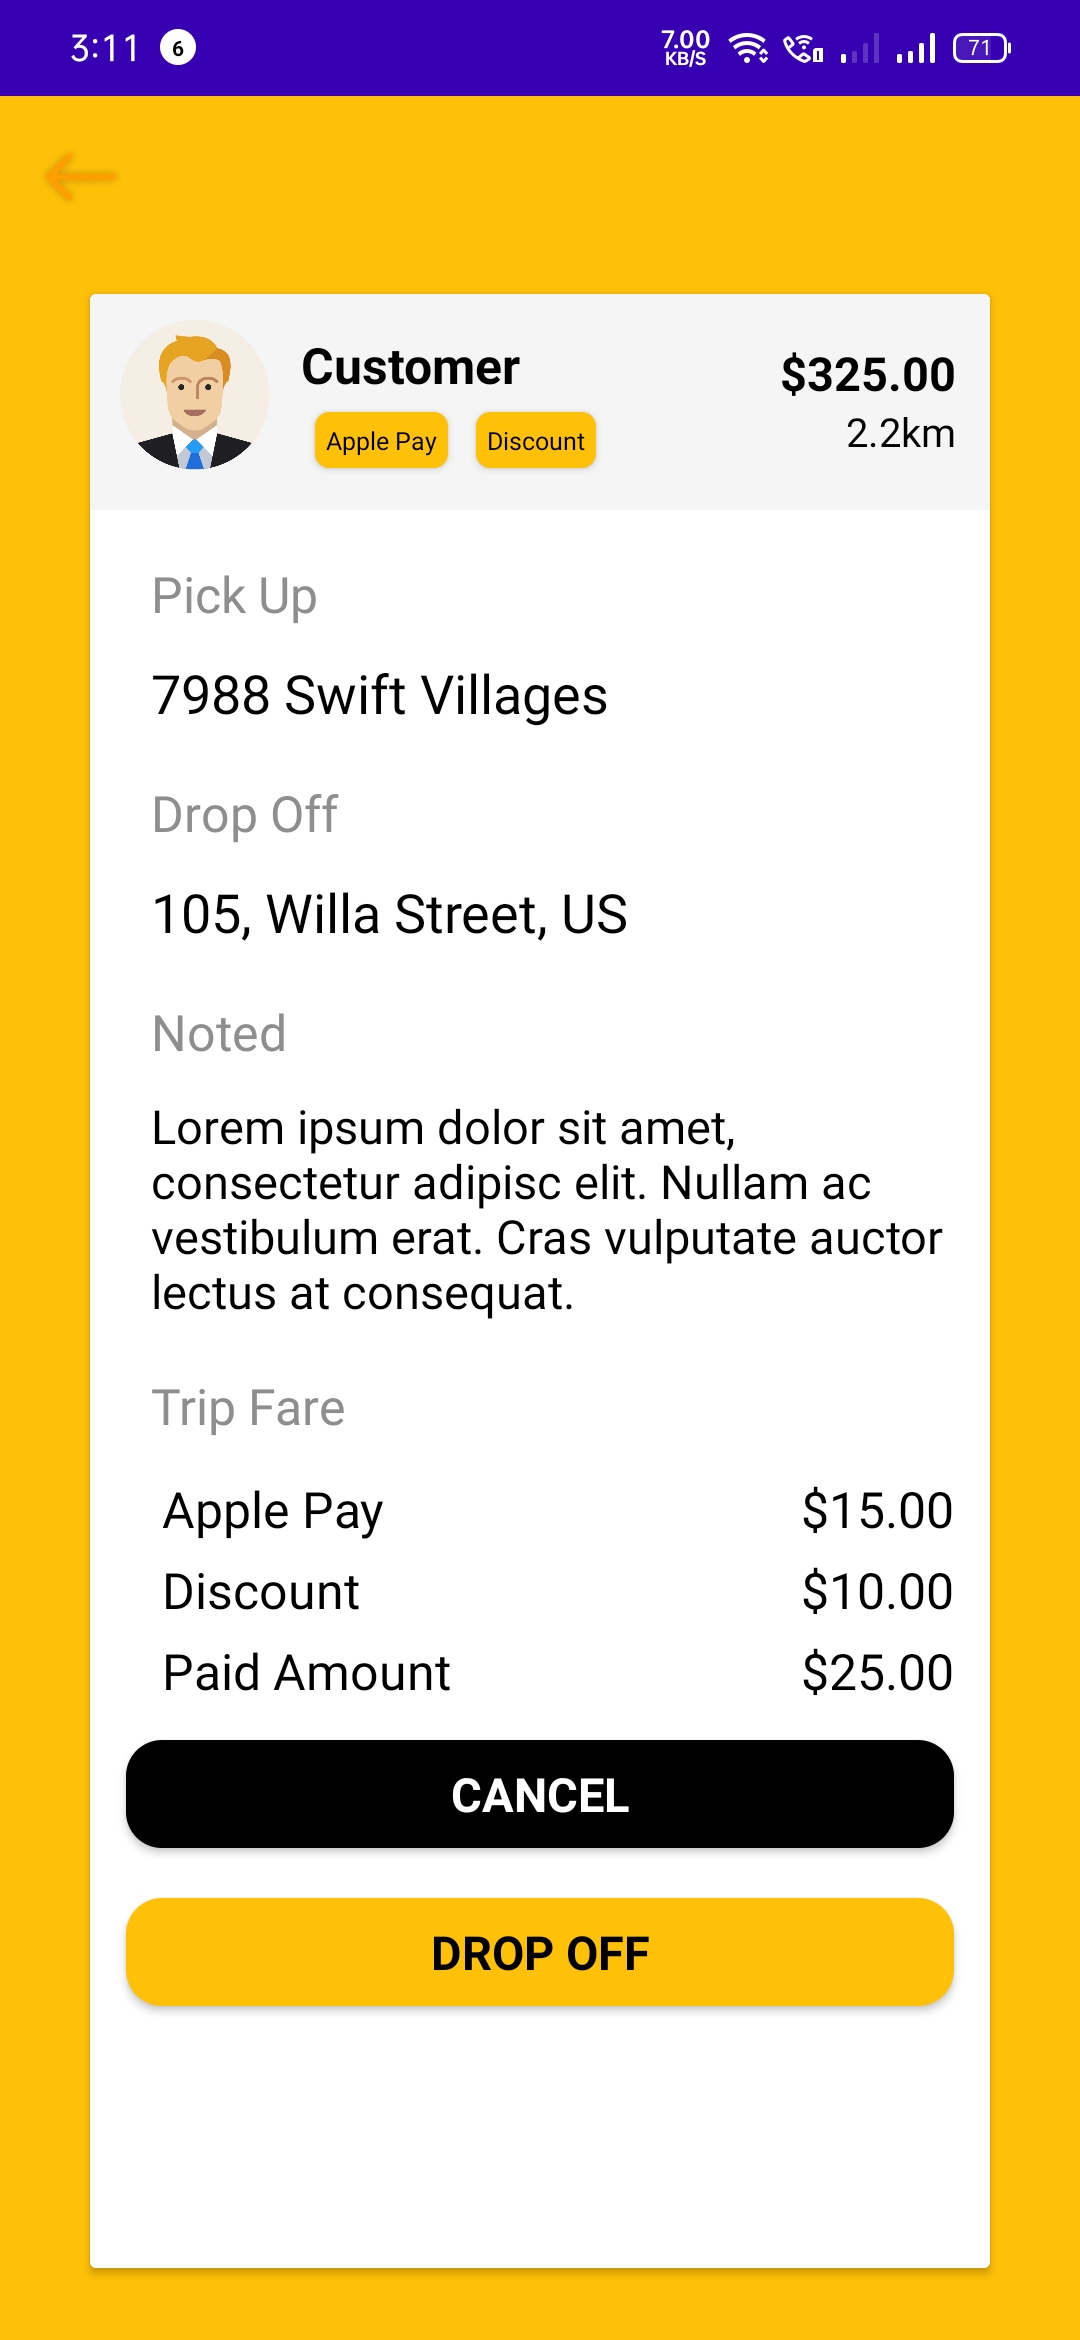 3:11 6 7.00 KB/S 71
Customer
$325.00
Apple Pay Discount
2.2km
Pick Up
7988 Swift Villages
Drop Off
105, Willa Street, US
Noted
Lorem ipsum dolor sit amet,
consectetur adipisc elit. Nullam ac
vestibulum erat. Cras vulputate auctor
lectus at consequat.
Trip Fare
Apple Pay $15.00
Discount $10.00
Paid Amount $25.00
CANCEL
DROP OFF